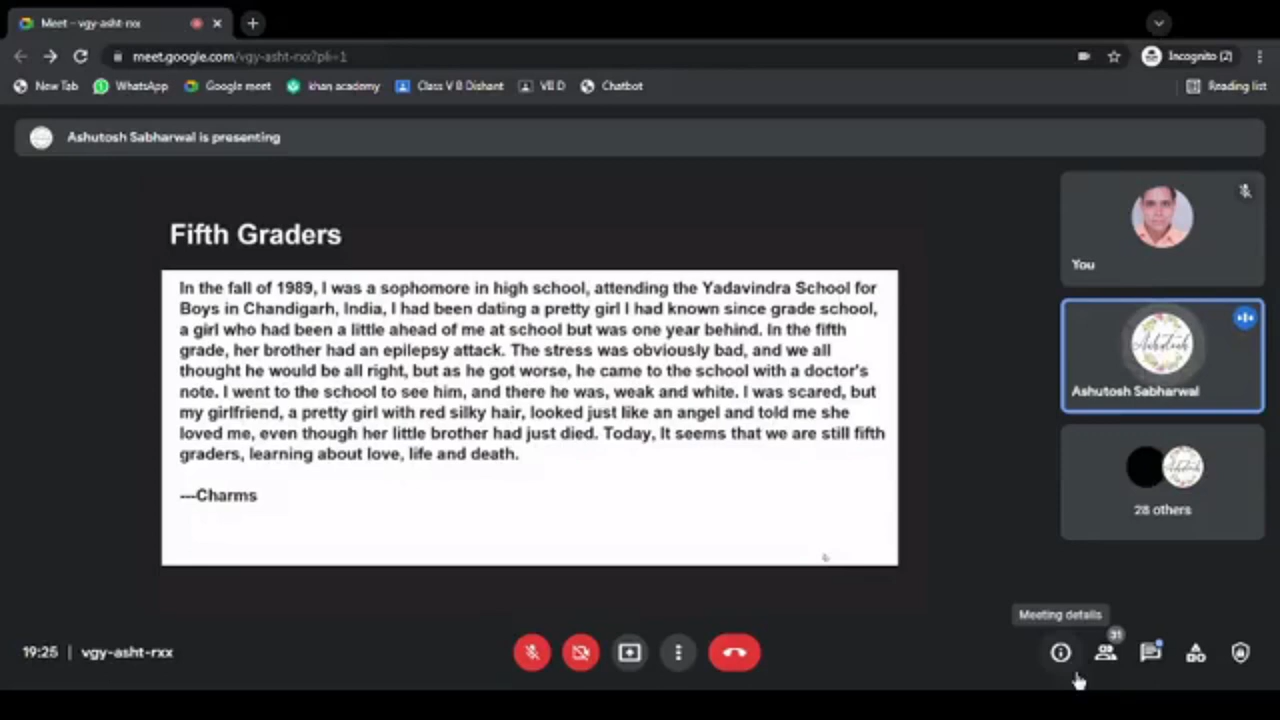 Meet – vgy-asht-rxx
meet.google.com/vgy-asht-rxx?pli=1
Incognito (2)
New Tab WhatsApp Google meet khan academy Class V B Dishant VII D Chatbot Reading list
Ashutosh Sabharwal is presenting
Fifth Graders
In the fall of 1989, I was a sophomore in high school, attending the Yadavindra School for
Boys in Chandigarh, India, I had been dating a pretty girl I had known since grade school,
a girl who had been a little ahead of me at school but was one year behind. In the fifth
grade, her brother had an epilepsy attack. The stress was obviously bad, and we all
thought he would be all right, but as he got worse, he came to the school with a doctor's
note. I went to the school to see him, and there he was, weak and white. I was scared, but
my girlfriend, a pretty girl with red silky hair, looked just like an angel and told me she
loved me, even though her little brother had just died. Today, It seems that we are still fifth
graders, learning about love, life and death.
---Charms
You
Ashutosh
Ashutosh Sabharwal
28 others
Meeting details
31
19:25 | vgy-asht-rxx